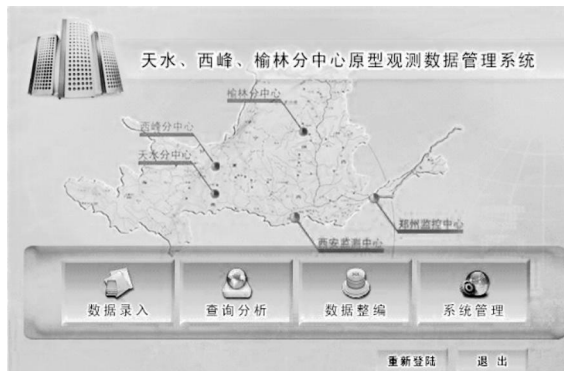 天水、西峰、榆林分中心原型观测数据管理系统
榆林分中心
西峰分中心
天水分中心
郑州监控中心
西安监测中心
数据录入
查询分析
数据整编
系统管理
重新登陆
退 出